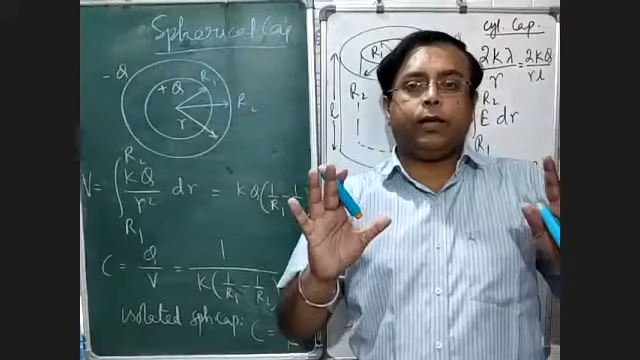 Spherical Cap
-Q
+Q
R1
R2
r
V = ∫ R2 R1 KQ/r² dr = KQ(1/R1 - 1/R2
C = Q/V = 1/K(1/R1 - 1/R2)
isolated sph cap: C =
cyl. Cap.
R1
R2
l
2Kλ/r = 2KQ/rl
R2
E dr
R1